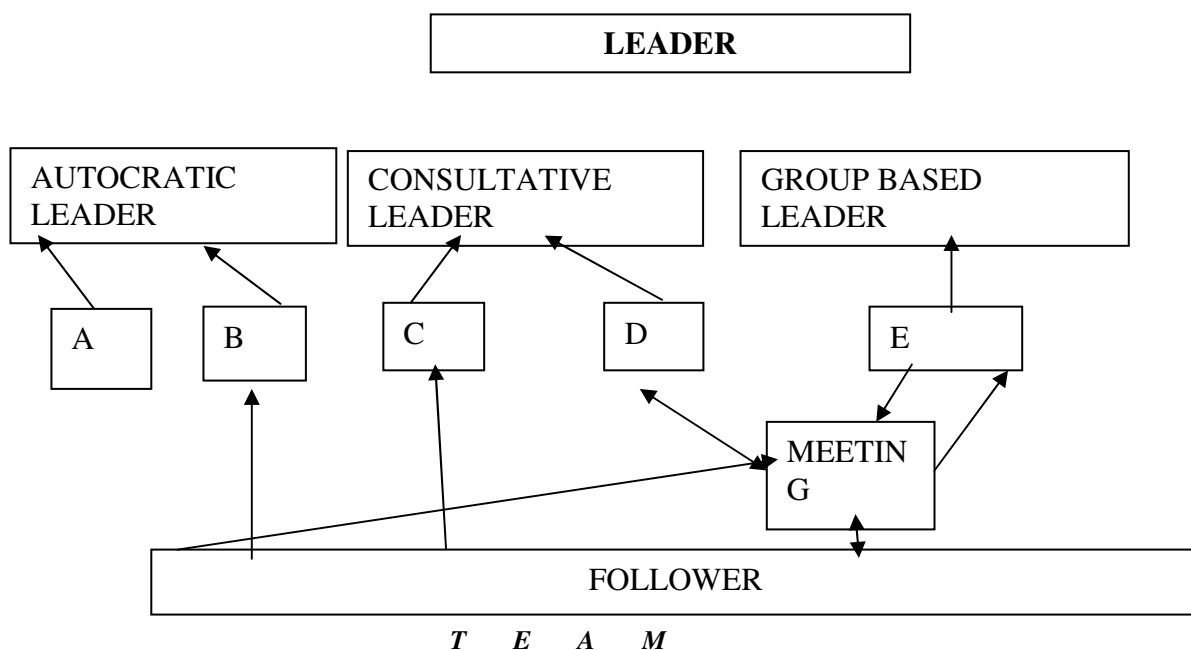 LEADER
AUTOCRATIC
LEADER
CONSULTATIVE
LEADER
GROUP BASED
LEADER
A
B
C
D
E
MEETIN
G
FOLLOWER
T E A M